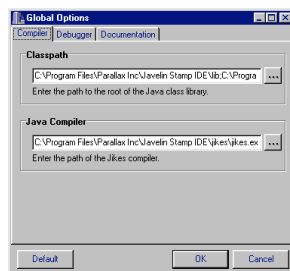 Global Options
Compiler Debugger Documentation
Classpath
C:\Program Files\Parallax Inc\Javelin Stamp IDE\lib;C:\Progra
...
Enter the path to the root of the Java class library.
Java Compiler
C:\Program Files\Parallax Inc\Javelin Stamp IDE\jikes\jikes.ex
...
Enter the path of the Jikes compiler.
Default OK Cancel